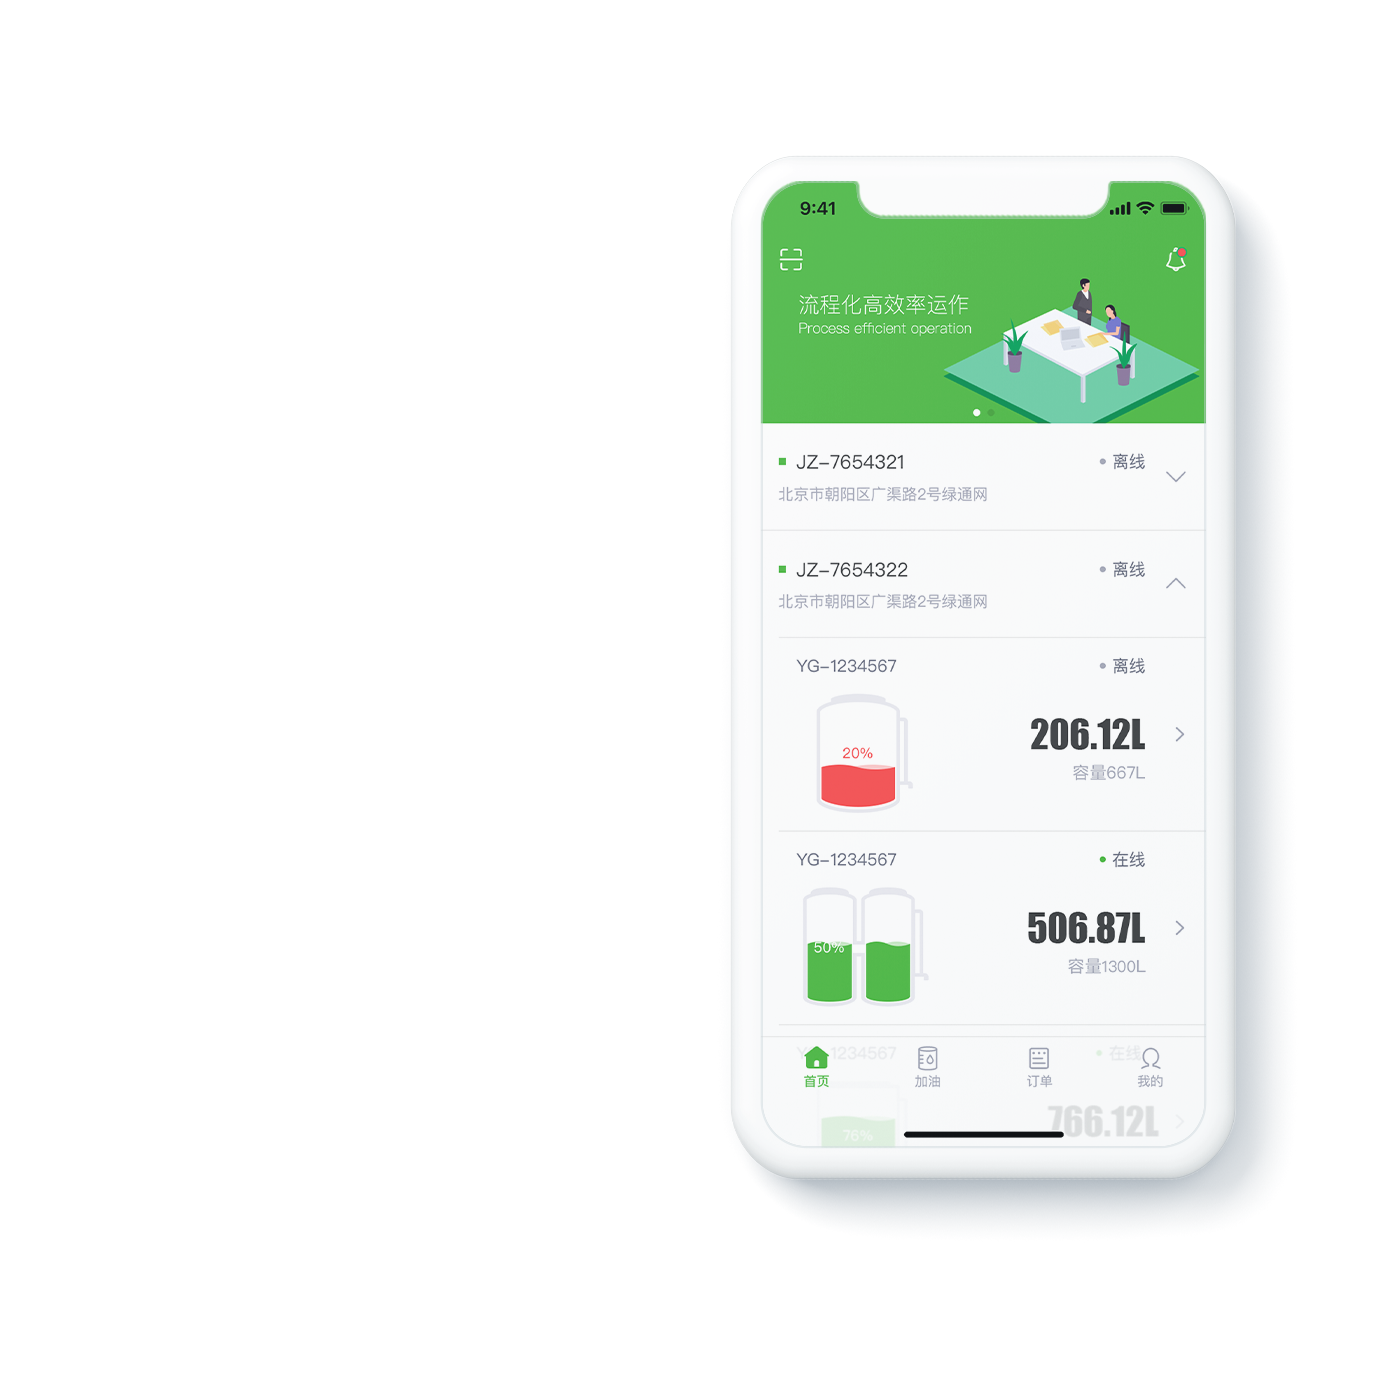 9:41
流程化高效率运作
Process efficient operation
JZ-7654321
离线
北京市朝阳区广渠路2号绿通网
JZ-7654322
离线
北京市朝阳区广渠路2号绿通网
YG-1234567
离线
20%
206.12L
容量667L
YG-1234567
在线
50%
506.87L
容量1300L
YG-1234567
在线
首页
加油
订单
我的
76%
766.12L